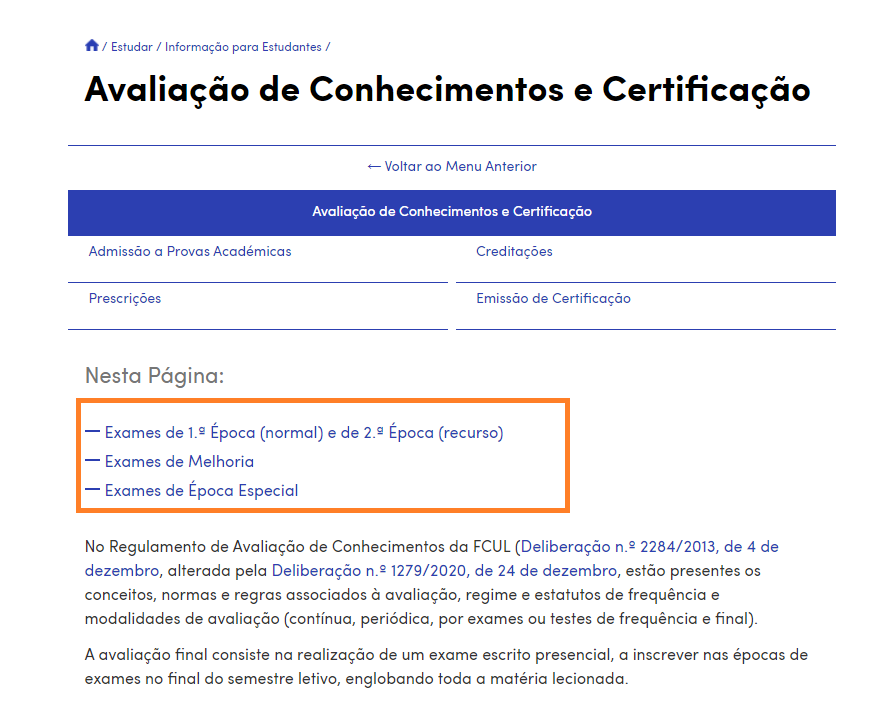 / Estudar / Informação para Estudantes /
Avaliação de Conhecimentos e Certificação
← Voltar ao Menu Anterior
Avaliação de Conhecimentos e Certificação
Admissão a Provas Académicas
Creditações
Prescrições
Emissão de Certificação
Nesta Página:
— Exames de 1.ª Época (normal) e de 2.ª Época (recurso)
— Exames de Melhoria
— Exames de Época Especial
No Regulamento de Avaliação de Conhecimentos da FCUL (Deliberação n.º 2284/2013, de 4 de
dezembro, alterada pela Deliberação n.º 1279/2020, de 24 de dezembro, estão presentes os
conceitos, normas e regras associados à avaliação, regime e estatutos de frequência e
modalidades de avaliação (contínua, periódica, por exames ou testes de frequência e final).
A avaliação final consiste na realização de um exame escrito presencial, a inscrever nas épocas de
exames no final do semestre letivo, englobando toda a matéria lecionada.